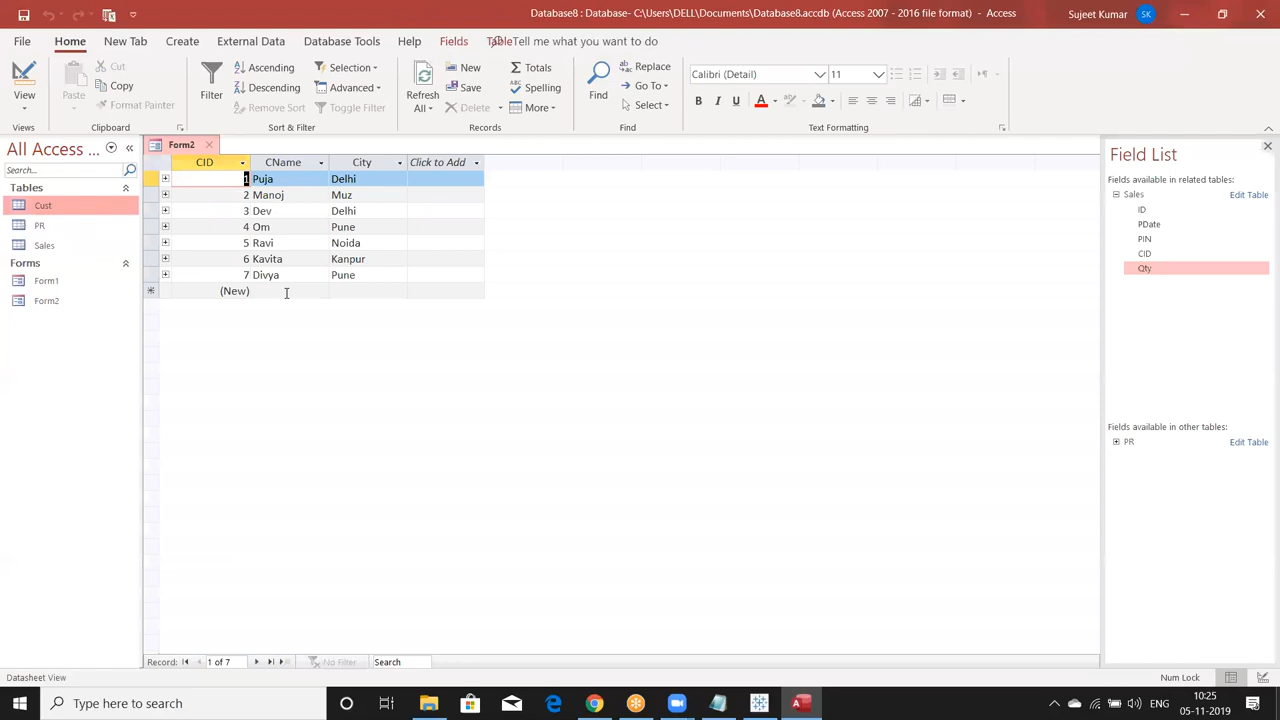 Database8 : Database- C:\Users\DELL\Documents\Database8.accdb (Access 2007 - 2016 file format) - Access
Sujeet Kumar
SK
File
Home
New Tab
Create
External Data
Database Tools
Help
Fields
Table
Tell me what you want to do
View
Views
Paste
Cut
Copy
Format Painter
Clipboard
Filter
Ascending
Descending
Remove Sort
Selection
Advanced
Toggle Filter
Sort & Filter
Refresh
All
New
Save
Delete
Totals
Spelling
More
Records
Find
Replace
Go To
Select
Find
Calibri (Detail)
11
B I U
A
Text Formatting
All Access ...
Search...
Tables
Cust
PR
Sales
Forms
Form1
Form2
Form2
CID CName City Click to Add
1 Puja Delhi
2 Manoj Muz
3 Dev Delhi
4 Om Pune
5 Ravi Noida
6 Kavita Kanpur
7 Divya Pune
(New)
Record:
1 of 7
No Filter
Search
Field List
Fields available in related tables:
Sales Edit Table
ID
PDate
PIN
CID
Qty
Fields available in other tables:
PR Edit Table
Datasheet View
Num Lock
Type here to search
ENG
10:25
05-11-2019